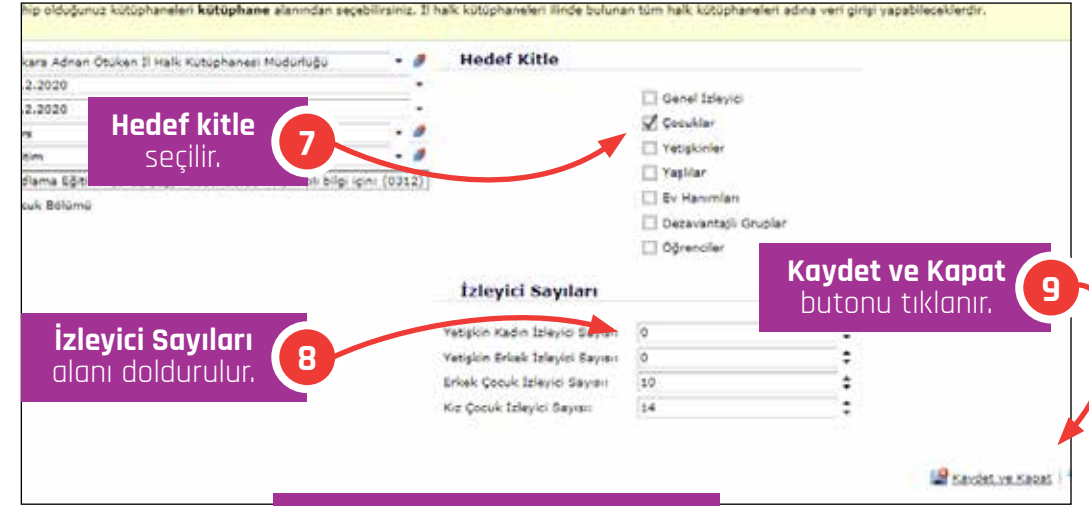 hip olduğunuz kütüphaneleri kütüphane alanından seçebilirsiniz. İl halk kütüphaneleri ilinde bulunan tüm halk kütüphaneleri adına veri girişi yapabileceklerdir.
kara Adnan Ötüken İl Halk Kütüphanesi Müdürlüğü
2.2020
2.2020
Hedef kitle
seçilir.
7
bilgi için: (0312)
cuk Bölümü
Hedef Kitle
Genel İzleyici
Çocuklar
Yetişkinler
Yaşlılar
Ev Hanımları
Dezavantajlı Gruplar
Öğrenciler
Kaydet ve Kapat
butonu tıklanır.
9
İzleyici Sayıları
alanı doldurulur.
8
İzleyici Sayıları
Yetişkin Kadın İzleyici Sayısı: 0
Yetişkin Erkek İzleyici Sayısı: 0
Erkek Çocuk İzleyici Sayısı: 10
Kız Çocuk İzleyici Sayısı: 14
Kaydet ve Kapat